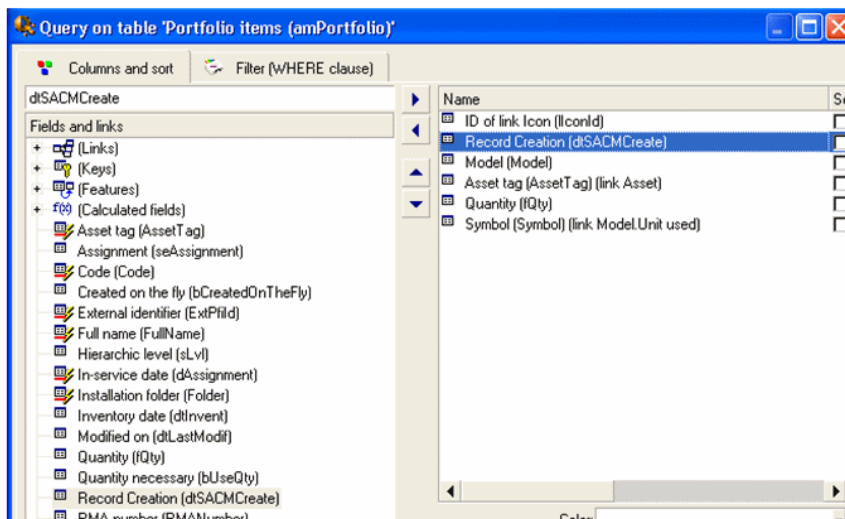 Query on table 'Portfolio items (amPortfolio)'
Columns and sort
Filter (WHERE clause)
dtSACMCreate
Fields and links
(Links)
(Keys)
(Features)
f(x) (Calculated fields)
Asset tag (AssetTag)
Assignment (seAssignment)
Code (Code)
Created on the fly (bCreatedOnTheFly)
External identifier (ExtPfiId)
Full name (FullName)
Hierarchic level (sLvl)
In-service date (dAssignment)
Installation folder (Folder)
Inventory date (dtInvent)
Modified on (dtLastModif)
Quantity (fQty)
Quantity necessary (bUseQty)
Record Creation (dtSACMCreate)
RMA number (RMANumber)
Name
ID of link Icon (lIconId)
Record Creation (dtSACMCreate)
Model (Model)
Asset tag (AssetTag) (link Asset)
Quantity (fQty)
Symbol (Symbol) (link Model.Unit used)
Color